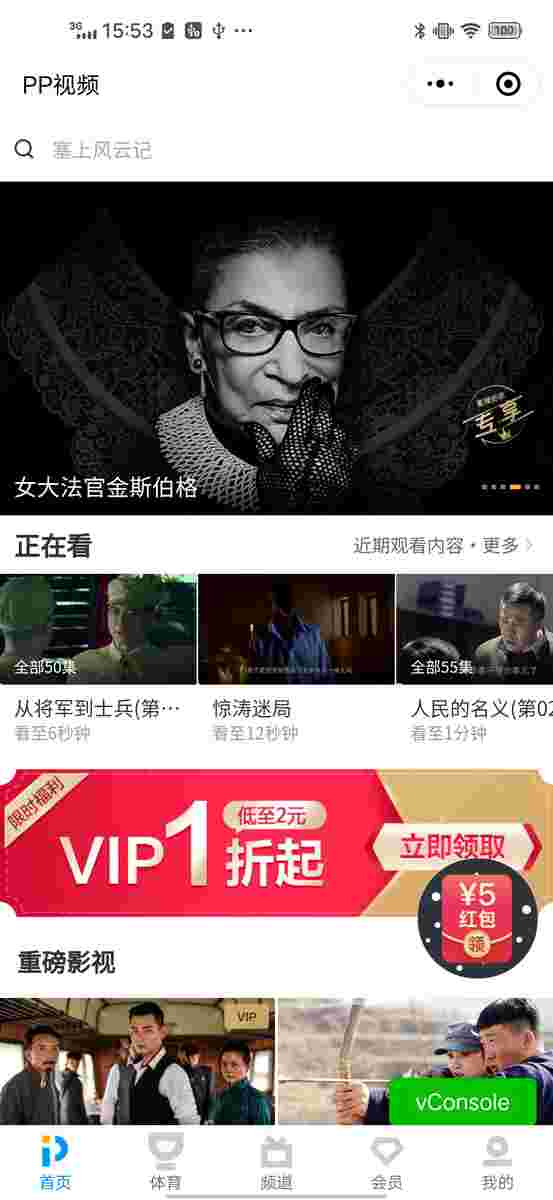 3G 15:53 100
PP视频
塞上风云记
专享
女大法官金斯伯格
正在看
近期观看内容·更多
全部50集
全部55集
从将军到士兵(第…
惊涛迷局
人民的名义(第02
看至6秒钟
看至12秒钟
看至1分钟
限时福利
VIP1折起
低至2元
立即领取
¥5
红包
领
重磅影视
VIP
vConsole
首页
体育
频道
会员
我的